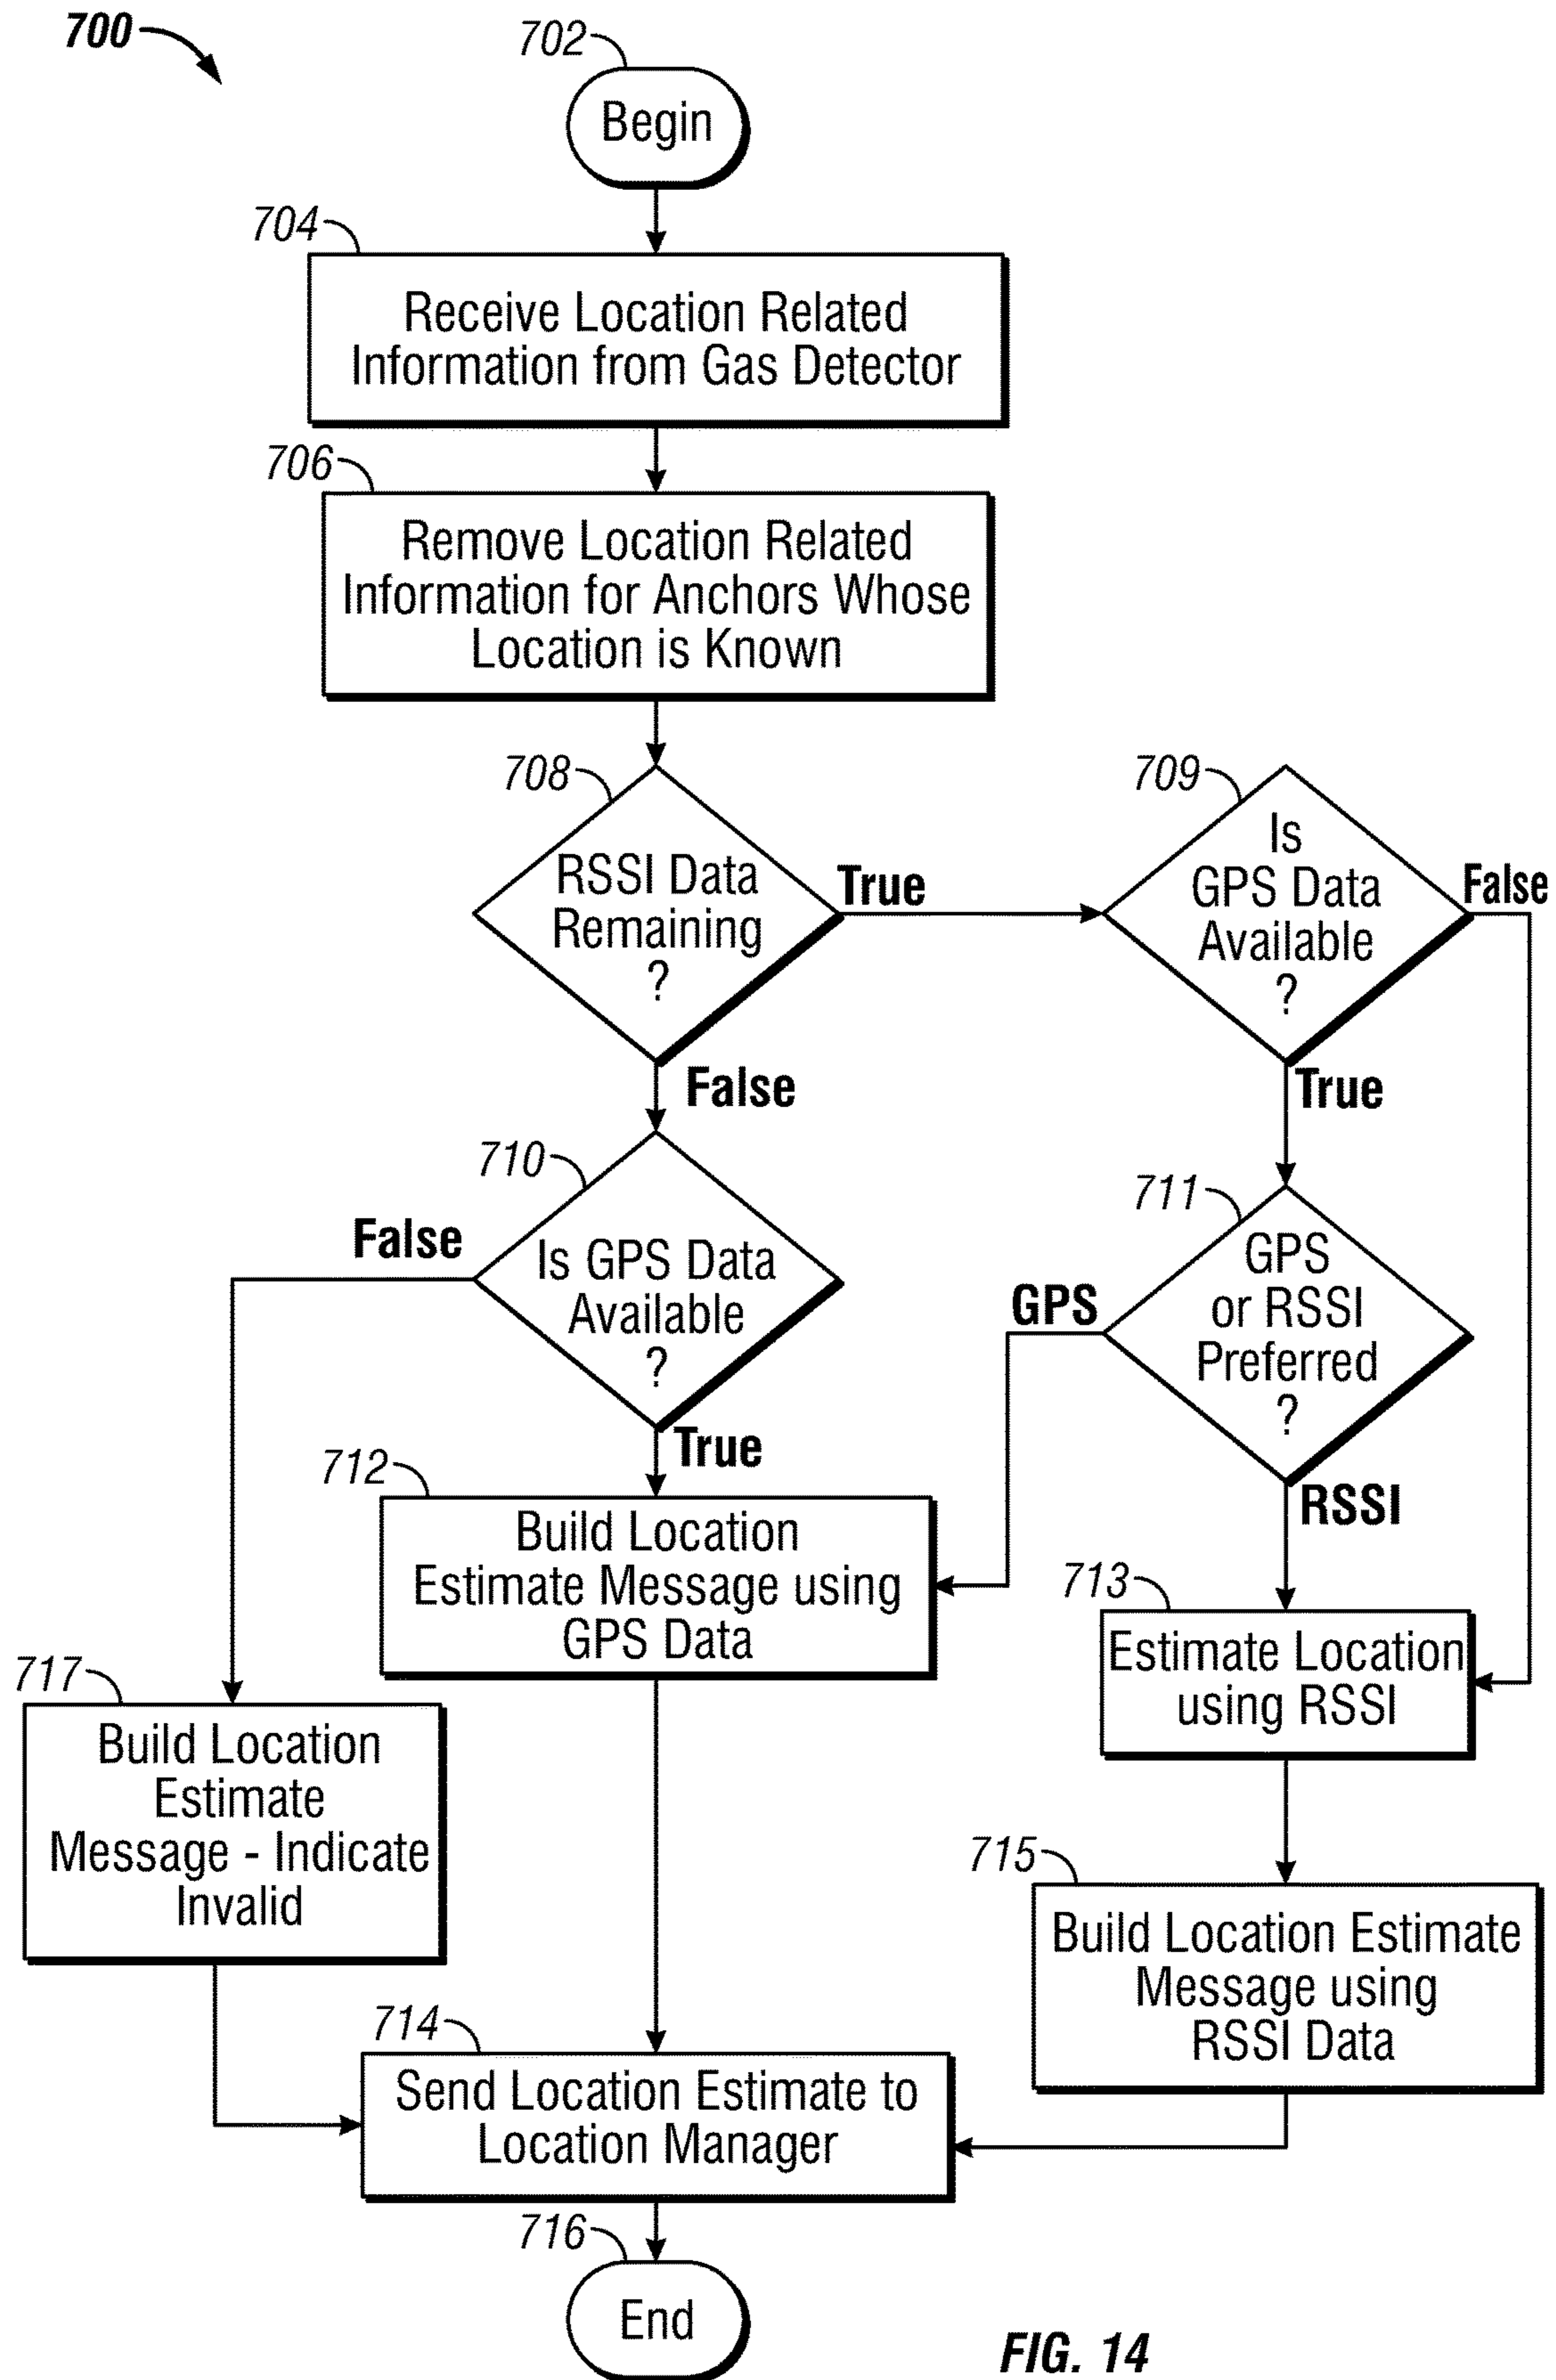 700
702
Begin
704
Receive Location Related
Information from Gas Detector
706
Remove Location Related
Information for Anchors Whose
Location is Known
708
RSSI Data
Remaining
?
True
709
Is
GPS Data
Available
?
False
False
True
710
Is GPS Data
Available
?
False
True
711
GPS
or RSSI
Preferred
?
GPS
RSSI
712
Build Location
Estimate Message using
GPS Data
713
Estimate Location
using RSSI
717
Build Location
Estimate
Message - Indicate
Invalid
715
Build Location Estimate
Message using
RSSI Data
714
Send Location Estimate to
Location Manager
716
End
FIG. 14